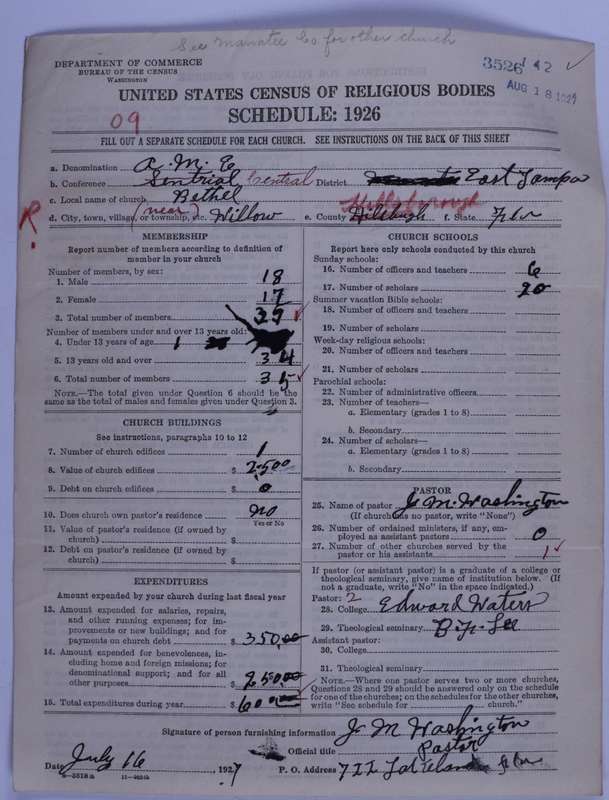 See Manatee Co for other church
DEPARTMENT OF COMMERCE
BUREAU OF THE CENSUS
WASHINGTON
3526 1 42
AUG 18 1927
UNITED STATES CENSUS OF RELIGIOUS BODIES
SCHEDULE: 1926
09
FILL OUT A SEPARATE SCHEDULE FOR EACH CHURCH. SEE INSTRUCTIONS ON THE BACK OF THIS SHEET
a. Denomination A. M. E
b. Conference Sentrial Central District East Tampa
c. Local name of church Bethel
R. d. City, town, village, (near) or township, etc. Willow e. County Hillsborough f. State Fla
MEMBERSHIP
Report number of members according to definition of
member in your church
Number of members, by sex:
1. Male 18
2. Female 17
3. Total number of members 35
Number of members under and over 13 years old:
4. Under 13 years of age 1
5. 13 years old and over 34
6. Total number of members 35
NOTE.—The total given under Question 6 should be the
same as the total of males and females given under Question 3.
CHURCH BUILDINGS
See instructions, paragraphs 10 to 12
7. Number of church edifices 1
8. Value of church edifices $ 2500
9. Debt on church edifices $ 0
10. Does church own pastor's residence? no
Yes or No
11. Value of pastor's residence (if owned by
church) $
12. Debt on pastor's residence (if owned by
church) $
EXPENDITURES
Amount expended by your church during last fiscal year
13. Amount expended for salaries, repairs,
and other running expenses; for im-
provements or new buildings; and for
payments on church debt $ 350.00
14. Amount expended for benevolences, in-
cluding home and foreign missions; for
denominational support; and for all
other purposes $ 250.00
15. Total expenditures during year $ 600
CHURCH SCHOOLS
Report here only schools conducted by this church
Sunday schools:
16. Number of officers and teachers 6
17. Number of scholars 20
Summer vacation Bible schools:
18. Number of officers and teachers
19. Number of scholars
Week-day religious schools:
20. Number of officers and teachers
21. Number of scholars
Parochial schools:
22. Number of administrative officers
23. Number of teachers—
a. Elementary (grades 1 to 8)
b. Secondary
24. Number of scholars—
a. Elementary (grades 1 to 8)
b. Secondary
PASTOR
25. Name of pastor J. M. Washington
(If church has no pastor, write "None")
26. Number of ordained ministers, if any, em-
ployed as assistant pastors 0
27. Number of other churches served by the
pastor or his assistants 1
If pastor (or assistant pastor) is a graduate of a college or
theological seminary, give name of institution below. (If
not a graduate, write "No" in the space indicated.)
Pastor: 2
28. College Edward Waters
29. Theological seminary B. F. Lee
Assistant pastor:
30. College
31. Theological seminary
NOTE.—Where one pastor serves two or more churches,
Questions 28 and 29 should be answered only on the schedule
for one of the churches; on the schedules for the other churches,
write "See schedule for church."
Signature of person furnishing information J. M Washington
Official title Pastor
Date July 16, 1927 P. O. Address 711 Fla
8-3518 a 11-9624b